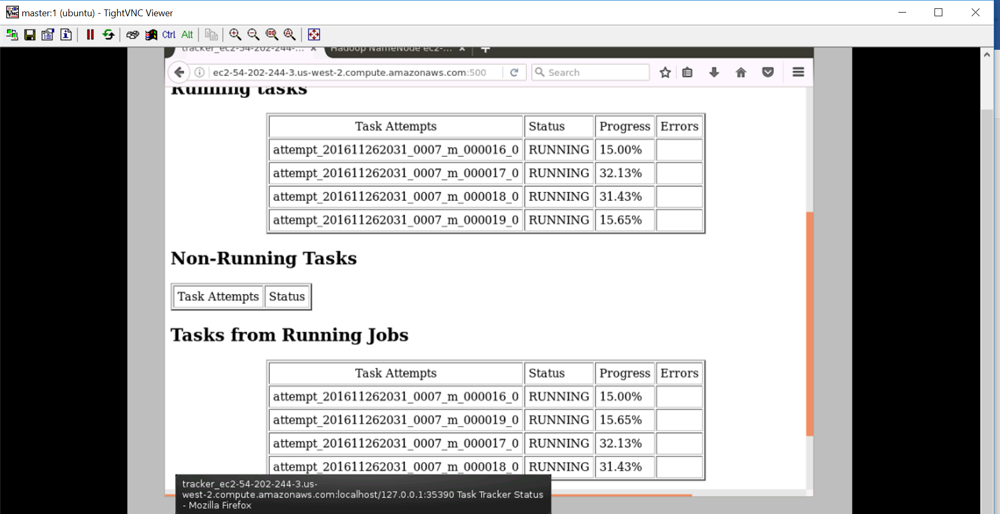 master:1 (ubuntu) - TightVNC Viewer
Ctrl Alt
tracker_ec2-54-202-244-... × Hadoop NameNode ec2-... × +
ec2-54-202-244-3.us-west-2.compute.amazonaws.com:500 Search
Running tasks
Task Attempts Status Progress Errors
attempt_201611262031_0007_m_000016_0 RUNNING 15.00%
attempt_201611262031_0007_m_000017_0 RUNNING 32.13%
attempt_201611262031_0007_m_000018_0 RUNNING 31.43%
attempt_201611262031_0007_m_000019_0 RUNNING 15.65%
Non-Running Tasks
Task Attempts Status
Tasks from Running Jobs
Task Attempts Status Progress Errors
attempt_201611262031_0007_m_000016_0 RUNNING 15.00%
attempt_201611262031_0007_m_000019_0 RUNNING 15.65%
attempt_201611262031_0007_m_000017_0 RUNNING 32.13%
attempt_201611262031_0007_m_000018_0 RUNNING 31.43%
tracker_ec2-54-202-244-3.us-
west-2.compute.amazonaws.com:localhost/127.0.0.1:35390 Task Tracker Status
- Mozilla Firefox